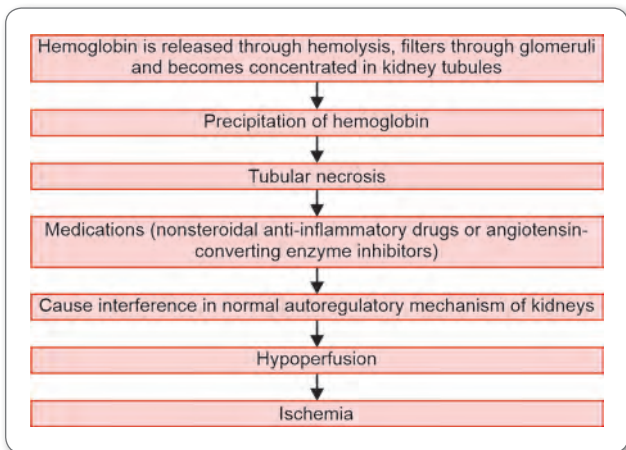 Hemoglobin is released through hemolysis, filters through glomeruli
and becomes concentrated in kidney tubules
Precipitation of hemoglobin
Tubular necrosis
Medications (nonsteroidal anti-inflammatory drugs or angiotensin-
converting enzyme inhibitors)
Cause interference in normal autoregulatory mechanism of kidneys
Hypoperfusion
Ischemia